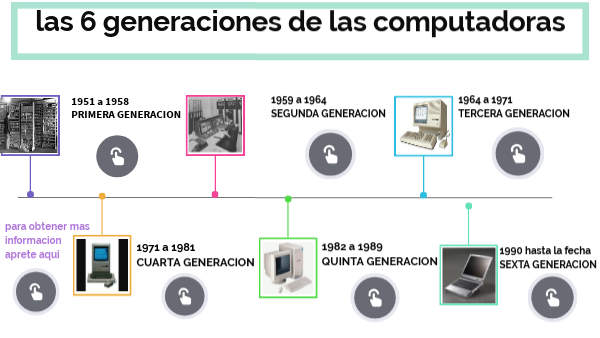 las 6 generaciones de las computadoras
1951 a 1958
PRIMERA GENERACION
1959 a 1964
SEGUNDA GENERACION
1964 a 1971
TERCERA GENERACION
para obtener mas
informacion
aprete aqui
1971 a 1981
CUARTA GENERACION
1982 a 1989
QUINTA GENERACION
1990 hasta la fecha
SEXTA GENERACION